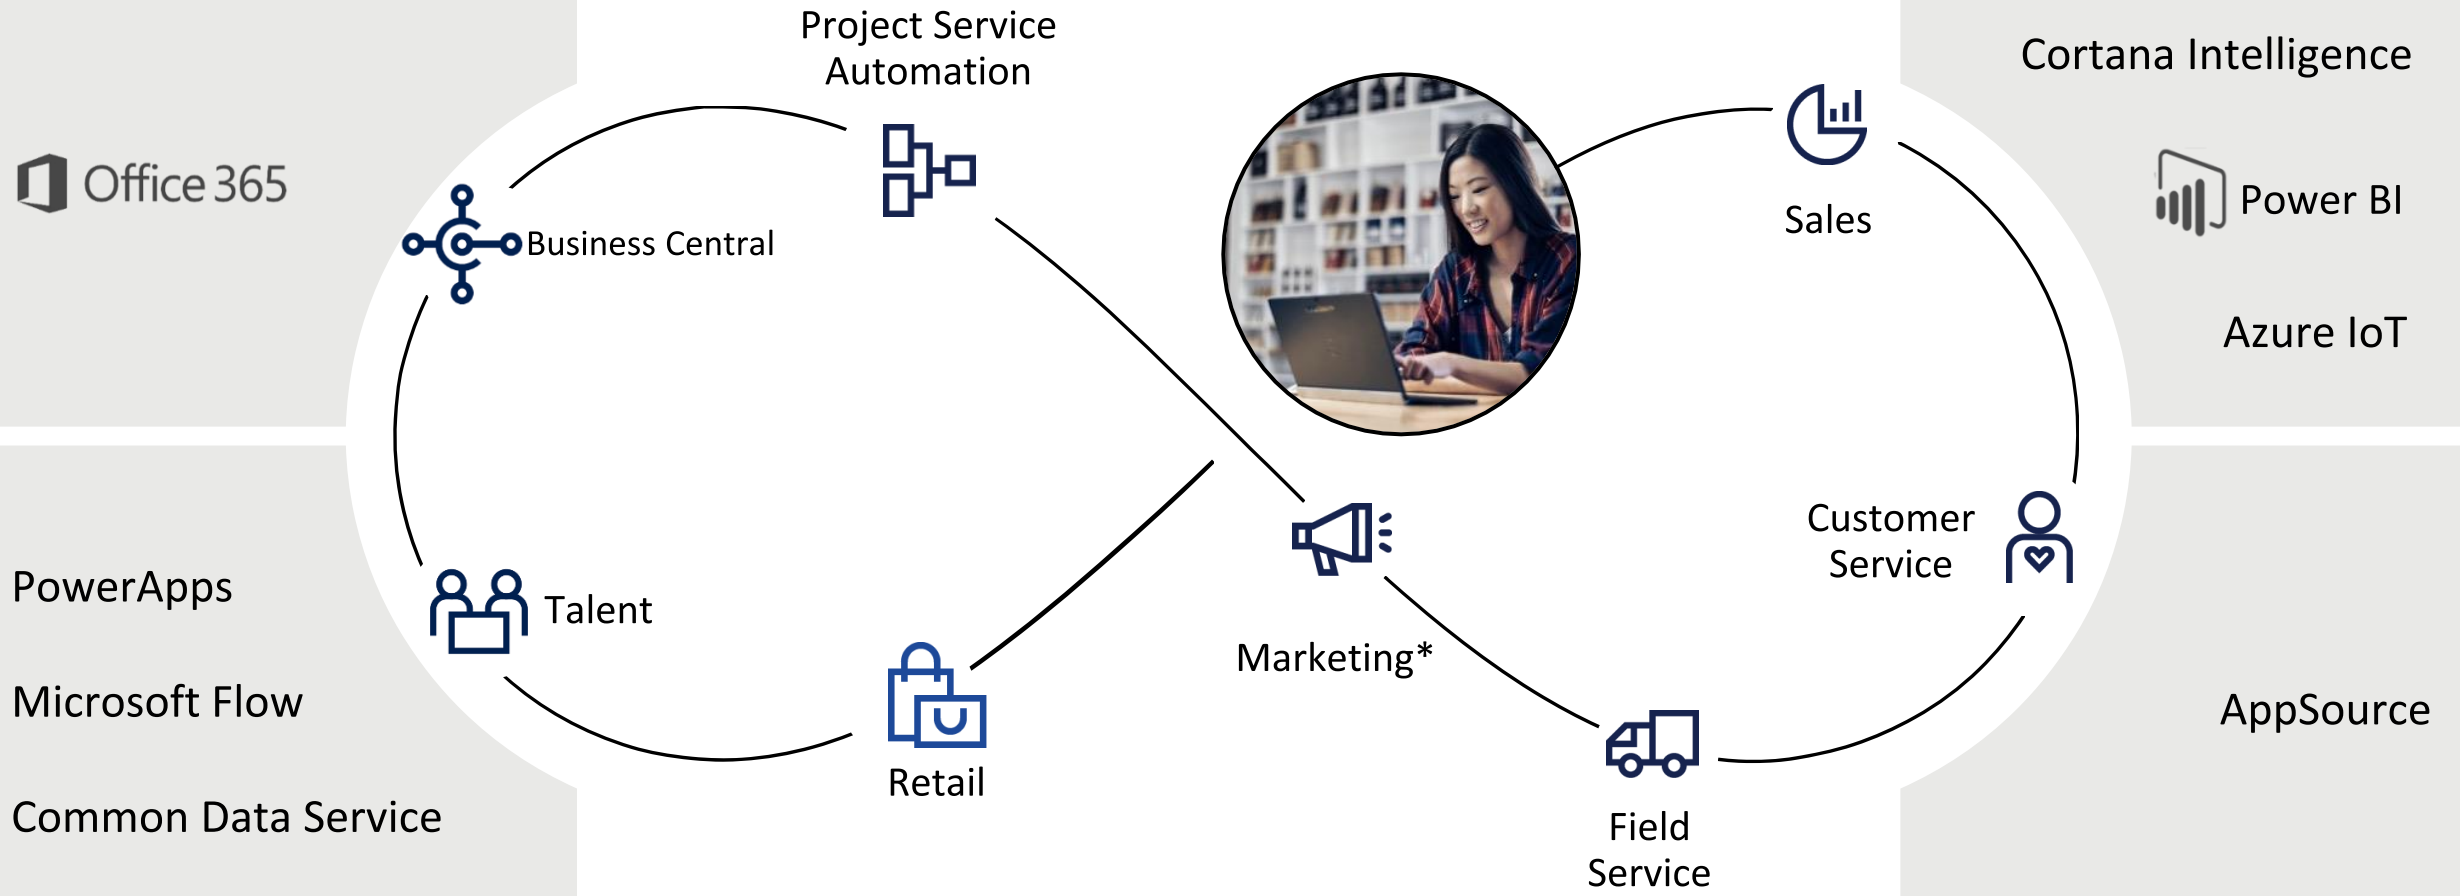 Project Service
Automation
Cortana Intelligence
Office 365
Business Central
Sales
Power BI
Azure IoT
PowerApps
Talent
Customer
Service
Microsoft Flow
Marketing*
AppSource
Retail
Common Data Service
Field
Service